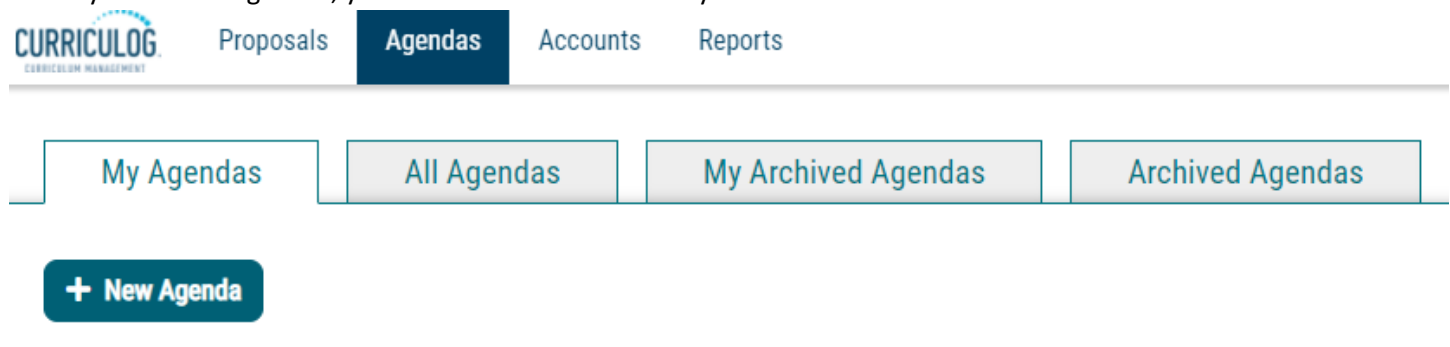 CURRICULOG Proposals Agendas Accounts Reports
CURRICULUM MANAGEMENT
My Agendas All Agendas My Archived Agendas Archived Agendas
+ New Agenda